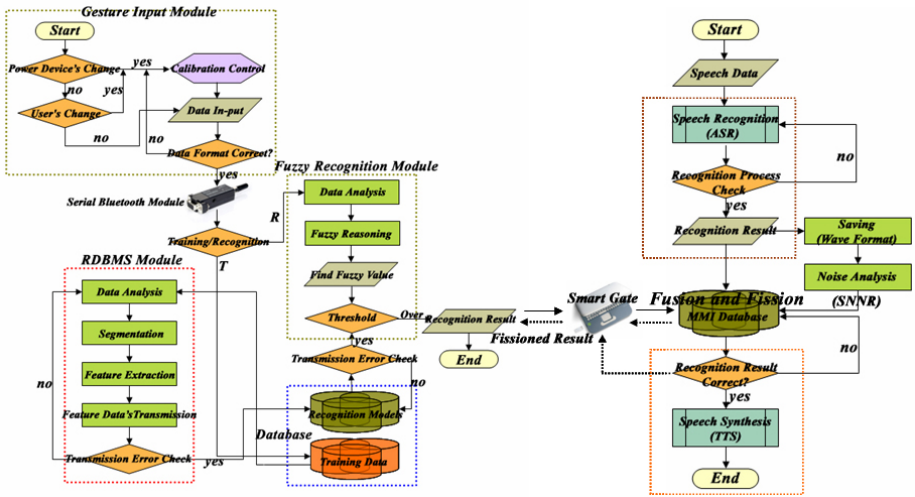 Gesture Input Module
Start
Power Device's Change
yes
Calibration Control
no
yes
User's Change
Data In-put
no
no
Data Format Correct?
yes
Serial Bluetooth Module
Training/Recognition
R
T
Fuzzy Recognition Module
Data Analysis
Fuzzy Reasoning
Find Fuzzy Value
Threshold
Over
Recognition Result
End
yes
Transmission Error Check
no
RDBMS Module
Data Analysis
Segmentation
Feature Extraction
Feature Data'sTransmission
Transmission Error Check
no
yes
Database
Recognition Models
Training Data
Smart Gate
Fissioned Result
Fusion and Fission
MMI Database
Start
Speech Data
Speech Recognition
(ASR)
no
Recognition Process
Check
yes
Recognition Result
Saving
(Wave Format)
Noise Analysis
(SNNR)
no
Recognition Result
Correct?
yes
Speech Synthesis
(TTS)
End